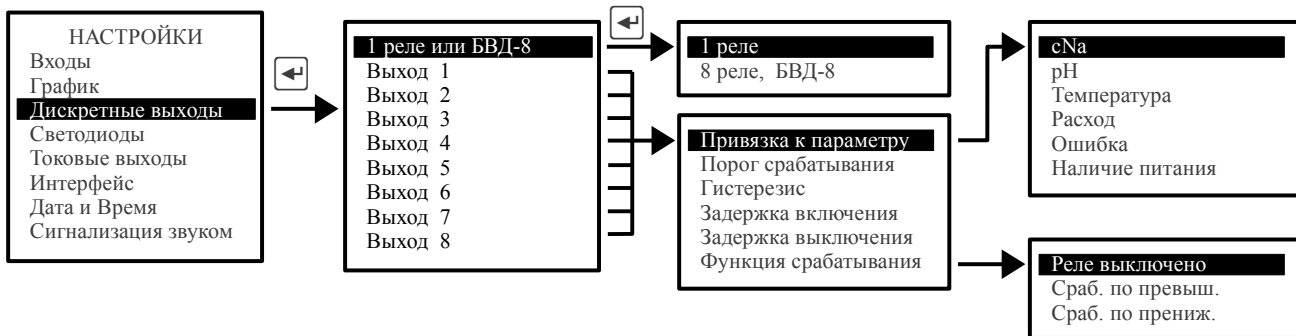 НАСТРОЙКИ
Входы
График
Дискретные выходы
Светодиоды
Токовые выходы
Интерфейс
Дата и Время
Сигнализация звуком
1 реле или БВД-8
Выход 1
Выход 2
Выход 3
Выход 4
Выход 5
Выход 6
Выход 7
Выход 8
1 реле
8 реле, БВД-8
Привязка к параметру
Порог срабатывания
Гистерезис
Задержка включения
Задержка выключения
Функция срабатывания
cNa
pH
Температура
Расход
Ошибка
Наличие питания
Реле выключено
Сраб. по превыш.
Сраб. по прениж.